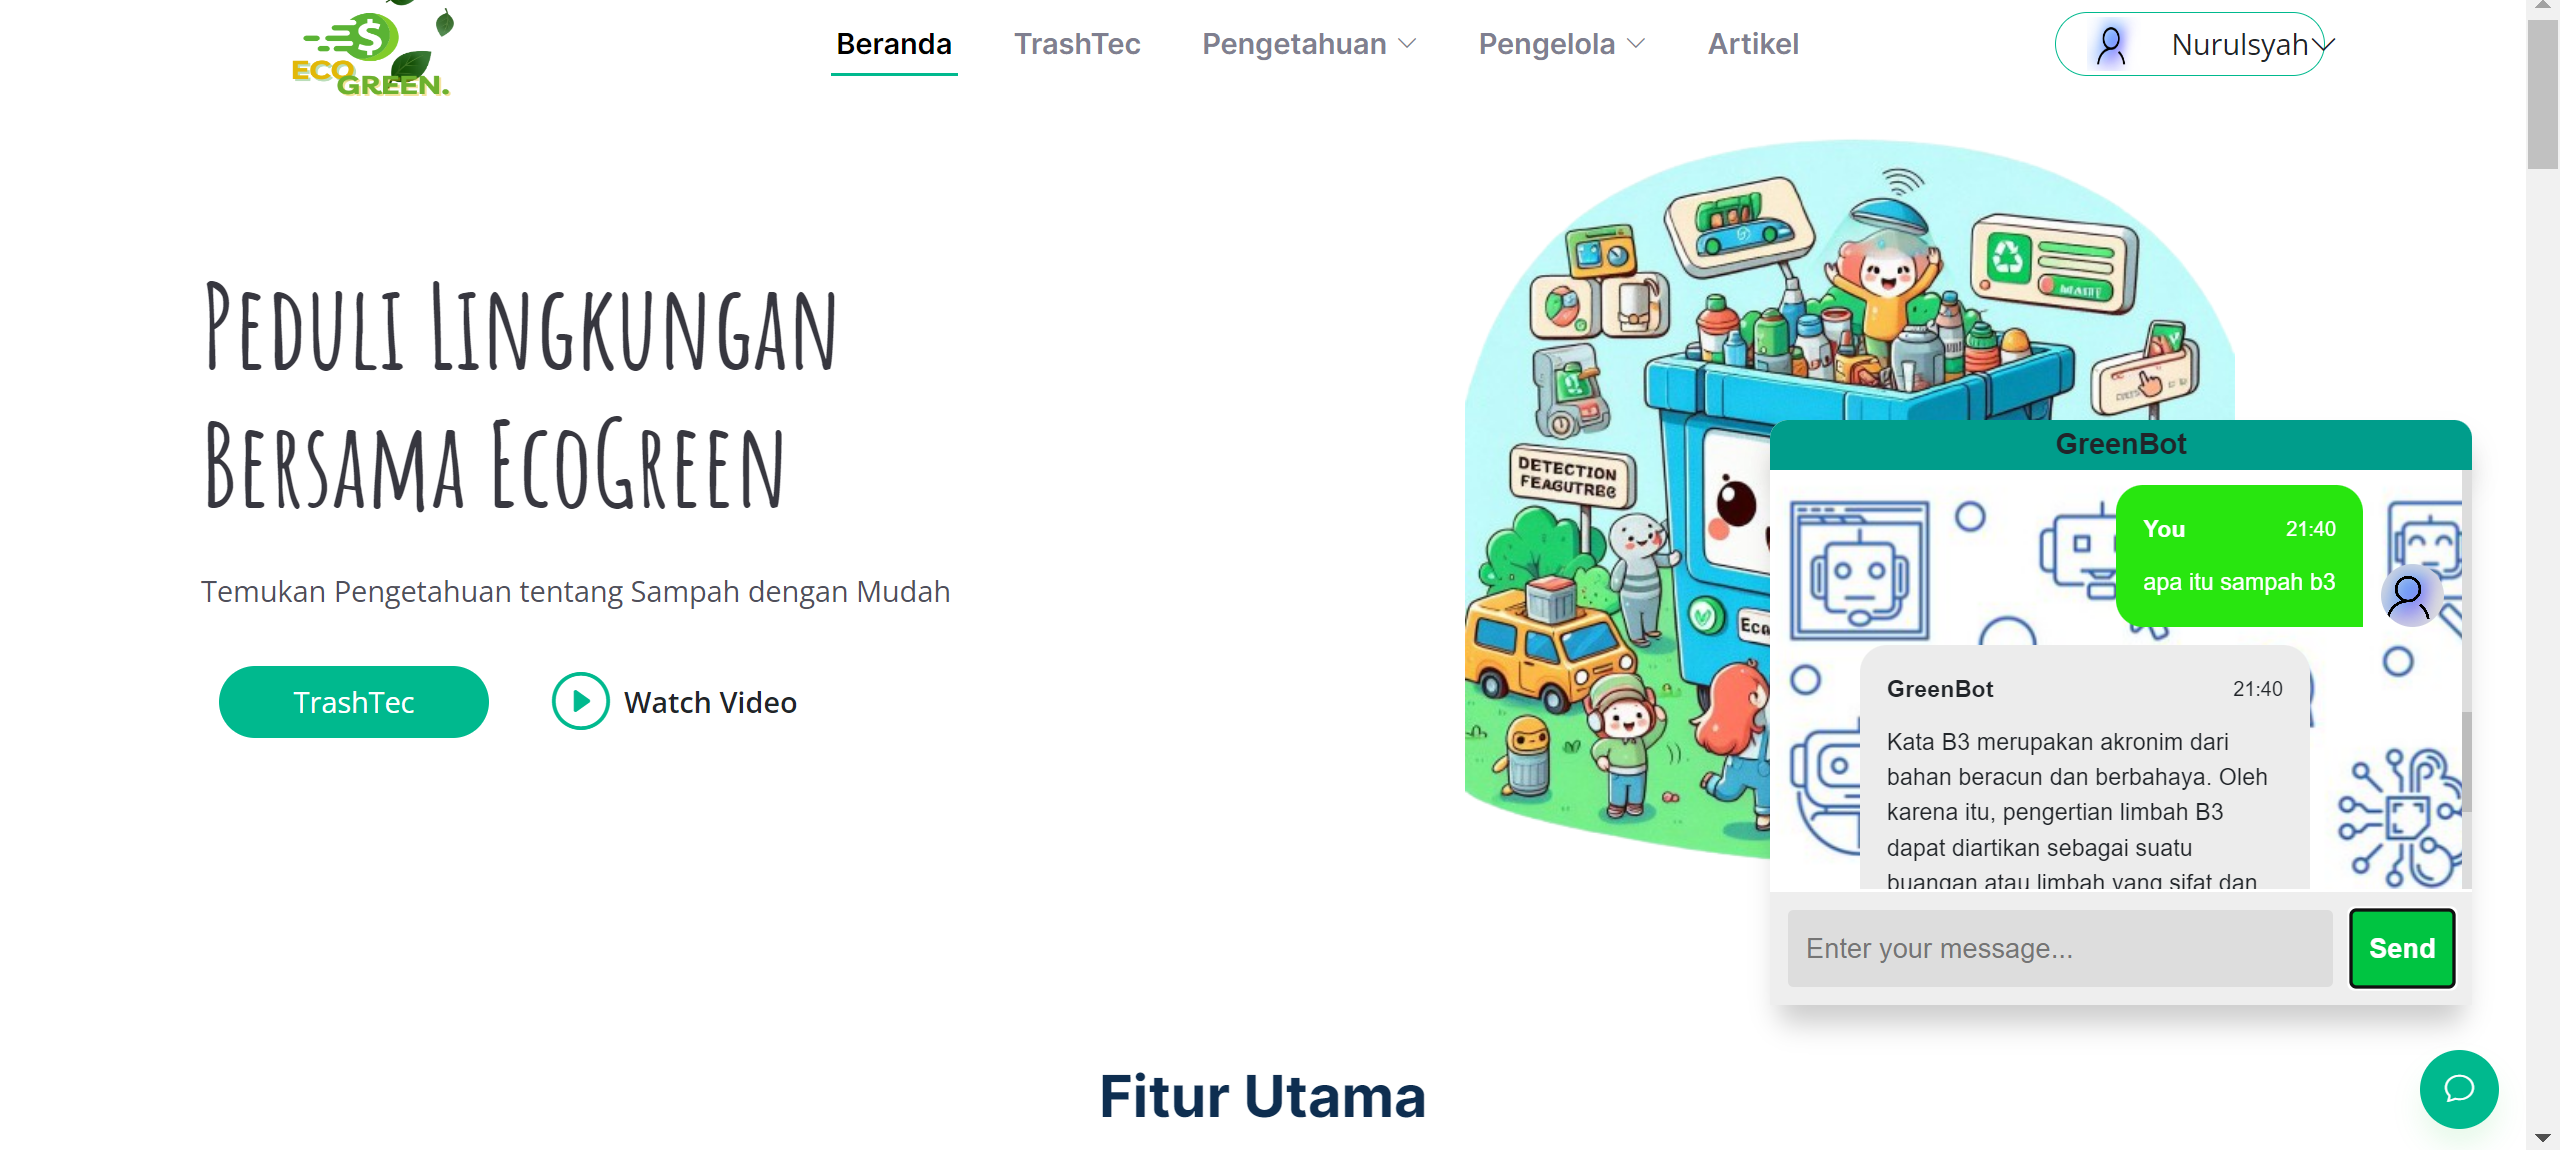 ECO
GREEN.
Beranda
TrashTec
Pengetahuan
Pengelola
Artikel
Nurulsyah
PEDULI LINGKUNGAN
BERSAMA ECOGREEN
Temukan Pengetahuan tentang Sampah dengan Mudah
TrashTec
Watch Video
DETECTION
FEAGUTREC
Eca
GreenBot
You 21:40
apa itu sampah b3
GreenBot 21:40
Kata B3 merupakan akronim dari
bahan beracun dan berbahaya. Oleh
karena itu, pengertian limbah B3
dapat diartikan sebagai suatu
buangan atau limbah yang sifat dan
Enter your message...
Send
Fitur Utama